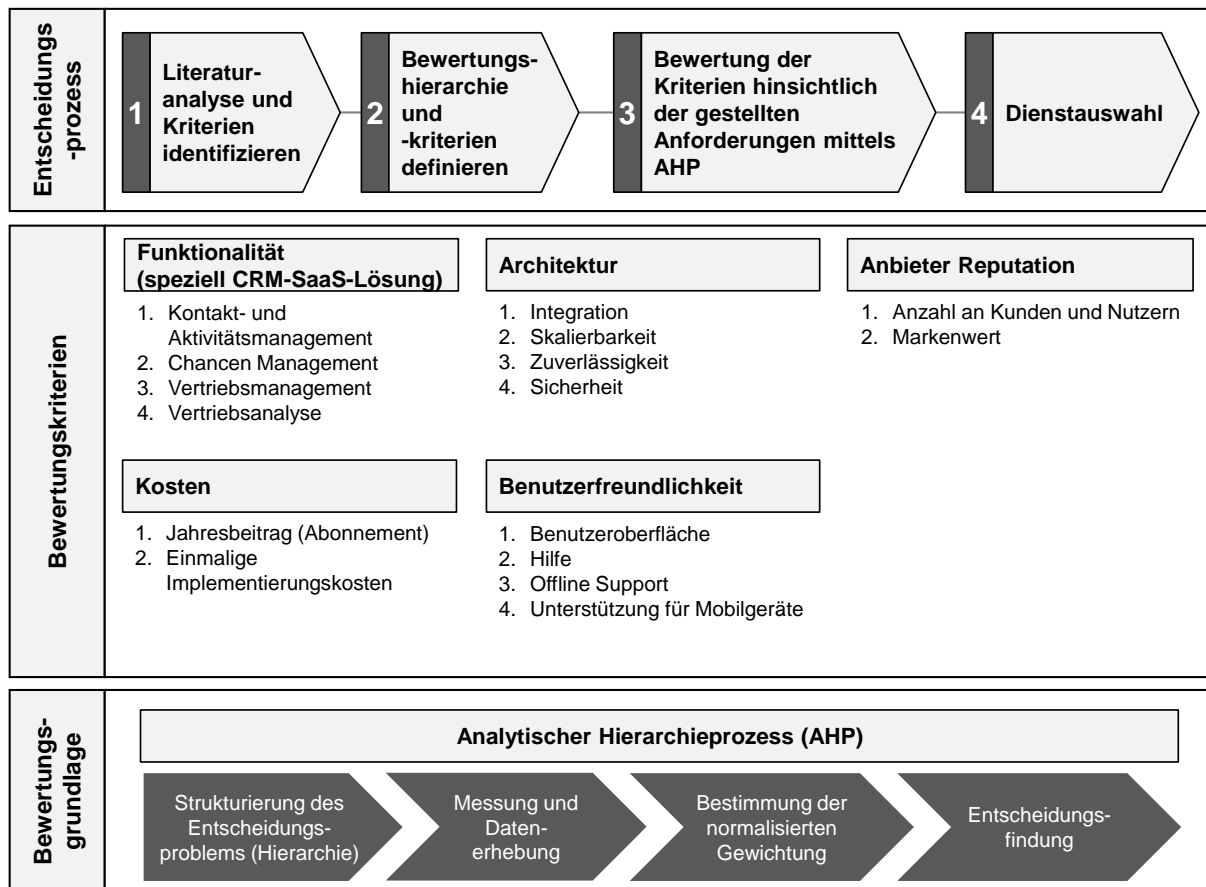 Entscheidungs
-prozess
1
Literatur-
analyse und
Kriterien
identifizieren
2
Bewertungs-
hierarchie
und
-kriterien
definieren
3
Bewertung der
Kriterien hinsichtlich
der gestellten
Anforderungen mittels
AHP
4
Dienstauswahl
Bewertungskriterien
Funktionalität
(speziell CRM-SaaS-Lösung)
1. Kontakt- und
Aktivitätsmanagement
2. Chancen Management
3. Vertriebsmanagement
4. Vertriebsanalyse
Architektur
1. Integration
2. Skalierbarkeit
3. Zuverlässigkeit
4. Sicherheit
Anbieter Reputation
1. Anzahl an Kunden und Nutzern
2. Markenwert
Kosten
1. Jahresbeitrag (Abonnement)
2. Einmalige
Implementierungskosten
Benutzerfreundlichkeit
1. Benutzeroberfläche
2. Hilfe
3. Offline Support
4. Unterstützung für Mobilgeräte
Bewertungs-
grundlage
Analytischer Hierarchieprozess (AHP)
Strukturierung des
Entscheidungs-
problems (Hierarchie)
Messung und
Daten-
erhebung
Bestimmung der
normalisierten
Gewichtung
Entscheidungs-
findung